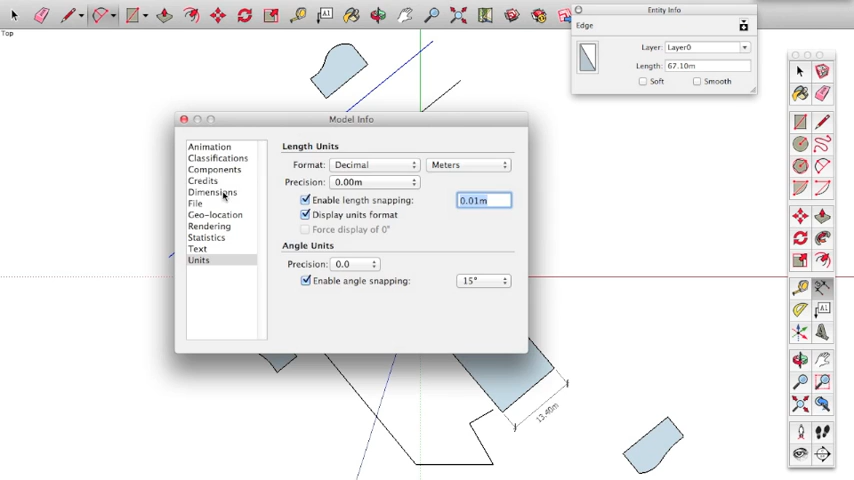 Top
A1
Entity Info
Edge
Layer:
Layer0
Length:
67.10m
Soft
Smooth
Model Info
Animation
Classifications
Components
Credits
Dimensions
File
Geo-location
Rendering
Statistics
Text
Units
Length Units
Format:
Decimal
Meters
Precision:
0.00m
Enable length snapping:
0.01m
Display units format
Force display of 0°
Angle Units
Precision:
0.0
Enable angle snapping:
15°
13.40m
A1